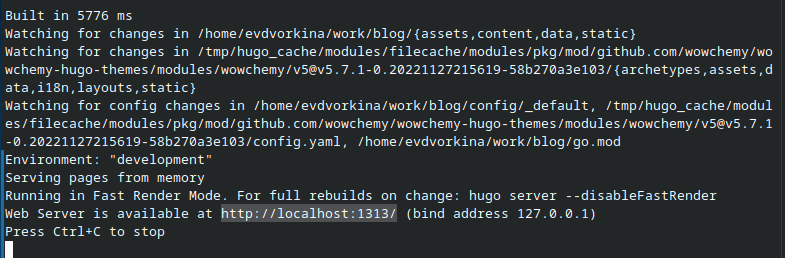 Built in 5776 ms
Watching for changes in /home/evdvorkina/work/blog/{assets,content,data,static}
Watching for changes in /tmp/hugo_cache/modules/filecache/modules/pkg/mod/github.com/wowchemy/wo
wchemy-hugo-themes/modules/wowchemy/v5@v5.7.1-0.20221127215619-58b270a3e103/{archetypes,assets,d
ata,i18n,layouts,static}
Watching for config changes in /home/evdvorkina/work/blog/config/_default, /tmp/hugo_cache/modul
es/filecache/modules/pkg/mod/github.com/wowchemy/wowchemy-hugo-themes/modules/wowchemy/v5@v5.7.1
-0.20221127215619-58b270a3e103/config.yaml, /home/evdvorkina/work/blog/go.mod
Environment: "development"
Serving pages from memory
Running in Fast Render Mode. For full rebuilds on change: hugo server --disableFastRender
Web Server is available at http://localhost:1313/ (bind address 127.0.0.1)
Press Ctrl+C to stop